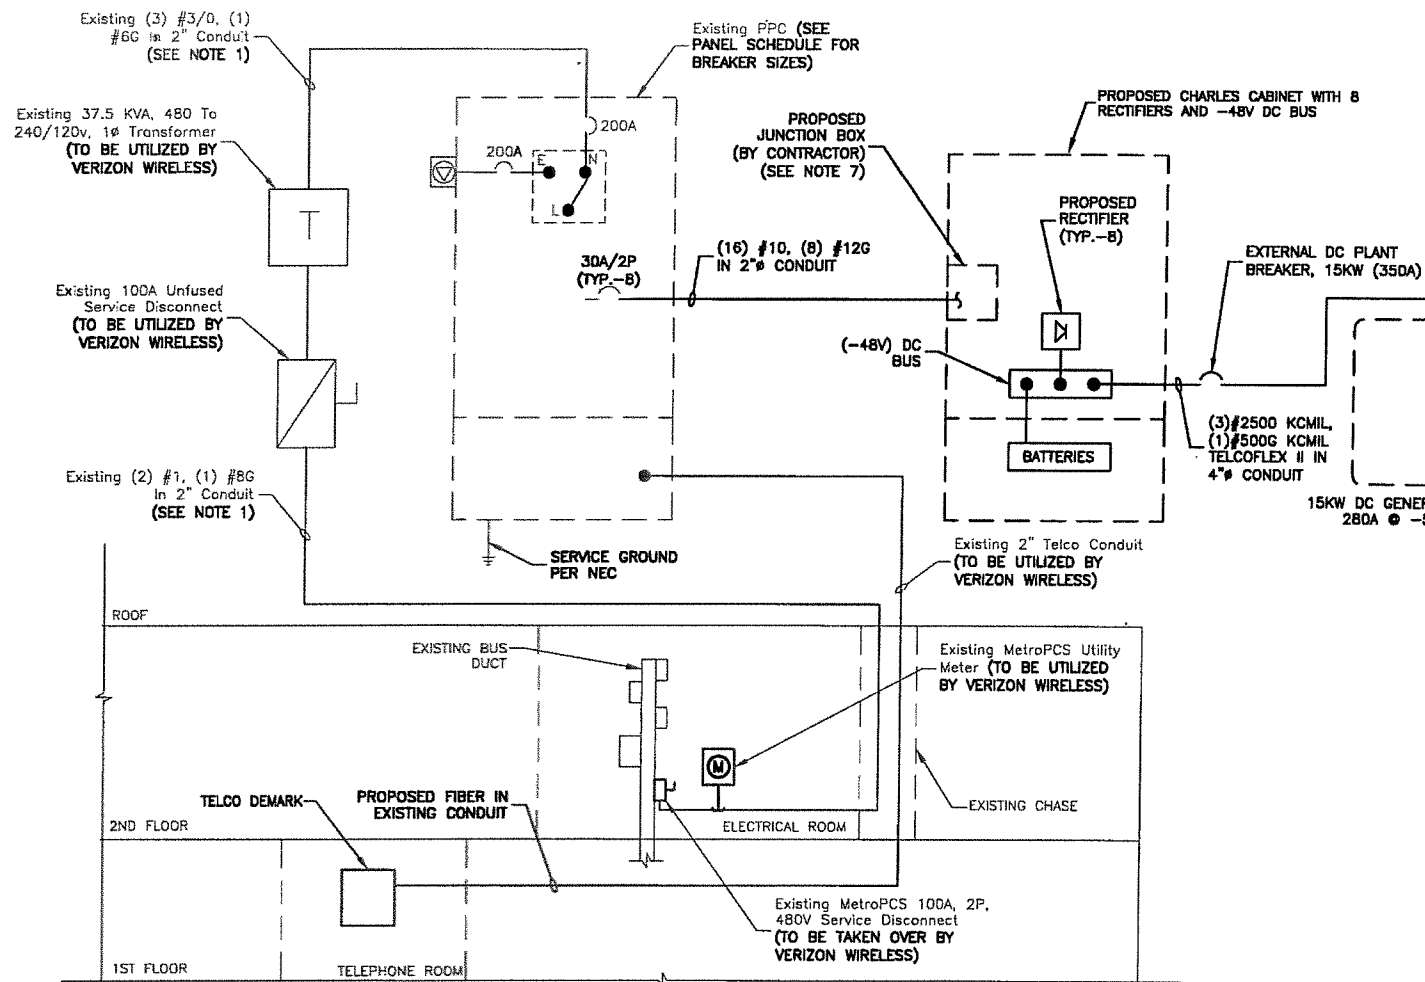 Existing (3) #3/0, (1)
#6G In 2" Conduit
(SEE NOTE 1)
Existing PPC (SEE
PANEL SCHEDULE FOR
BREAKER SIZES)
Existing 37.5 KVA, 480 To
240/120v, 1ø Transformer
(TO BE UTILIZED BY
VERIZON WIRELESS)
T
200A
200A
E
N
L
PROPOSED
JUNCTION BOX
(BY CONTRACTOR)
(SEE NOTE 7)
PROPOSED CHARLES CABINET WITH 8
RECTIFIERS AND -48V DC BUS
PROPOSED
RECTIFIER
(TYP.-8)
30A/2P
(TYP.-8)
(16) #10, (8) #12G
IN 2"ø CONDUIT
EXTERNAL DC PLANT
BREAKER, 15KW (350A)
Existing 100A Unfused
Service Disconnect
(TO BE UTILIZED BY
VERIZON WIRELESS)
(-48V) DC
BUS
BATTERIES
(3)#2500 KCMIL,
(1)#500G KCMIL
TELCOFLEX II IN
4"ø CONDUIT
15KW DC GENER
280A @ -5
Existing (2) #1, (1) #8G
In 2" Conduit
(SEE NOTE 1)
SERVICE GROUND
PER NEC
Existing 2" Telco Conduit
(TO BE UTILIZED BY
VERIZON WIRELESS)
ROOF
EXISTING BUS
DUCT
Existing MetroPCS Utility
Meter (TO BE UTILIZED
BY VERIZON WIRELESS)
M
TELCO DEMARK
PROPOSED FIBER IN
EXISTING CONDUIT
EXISTING CHASE
2ND FLOOR
ELECTRICAL ROOM
Existing MetroPCS 100A, 2P,
480V Service Disconnect
(TO BE TAKEN OVER BY
VERIZON WIRELESS)
1ST FLOOR
TELEPHONE ROOM